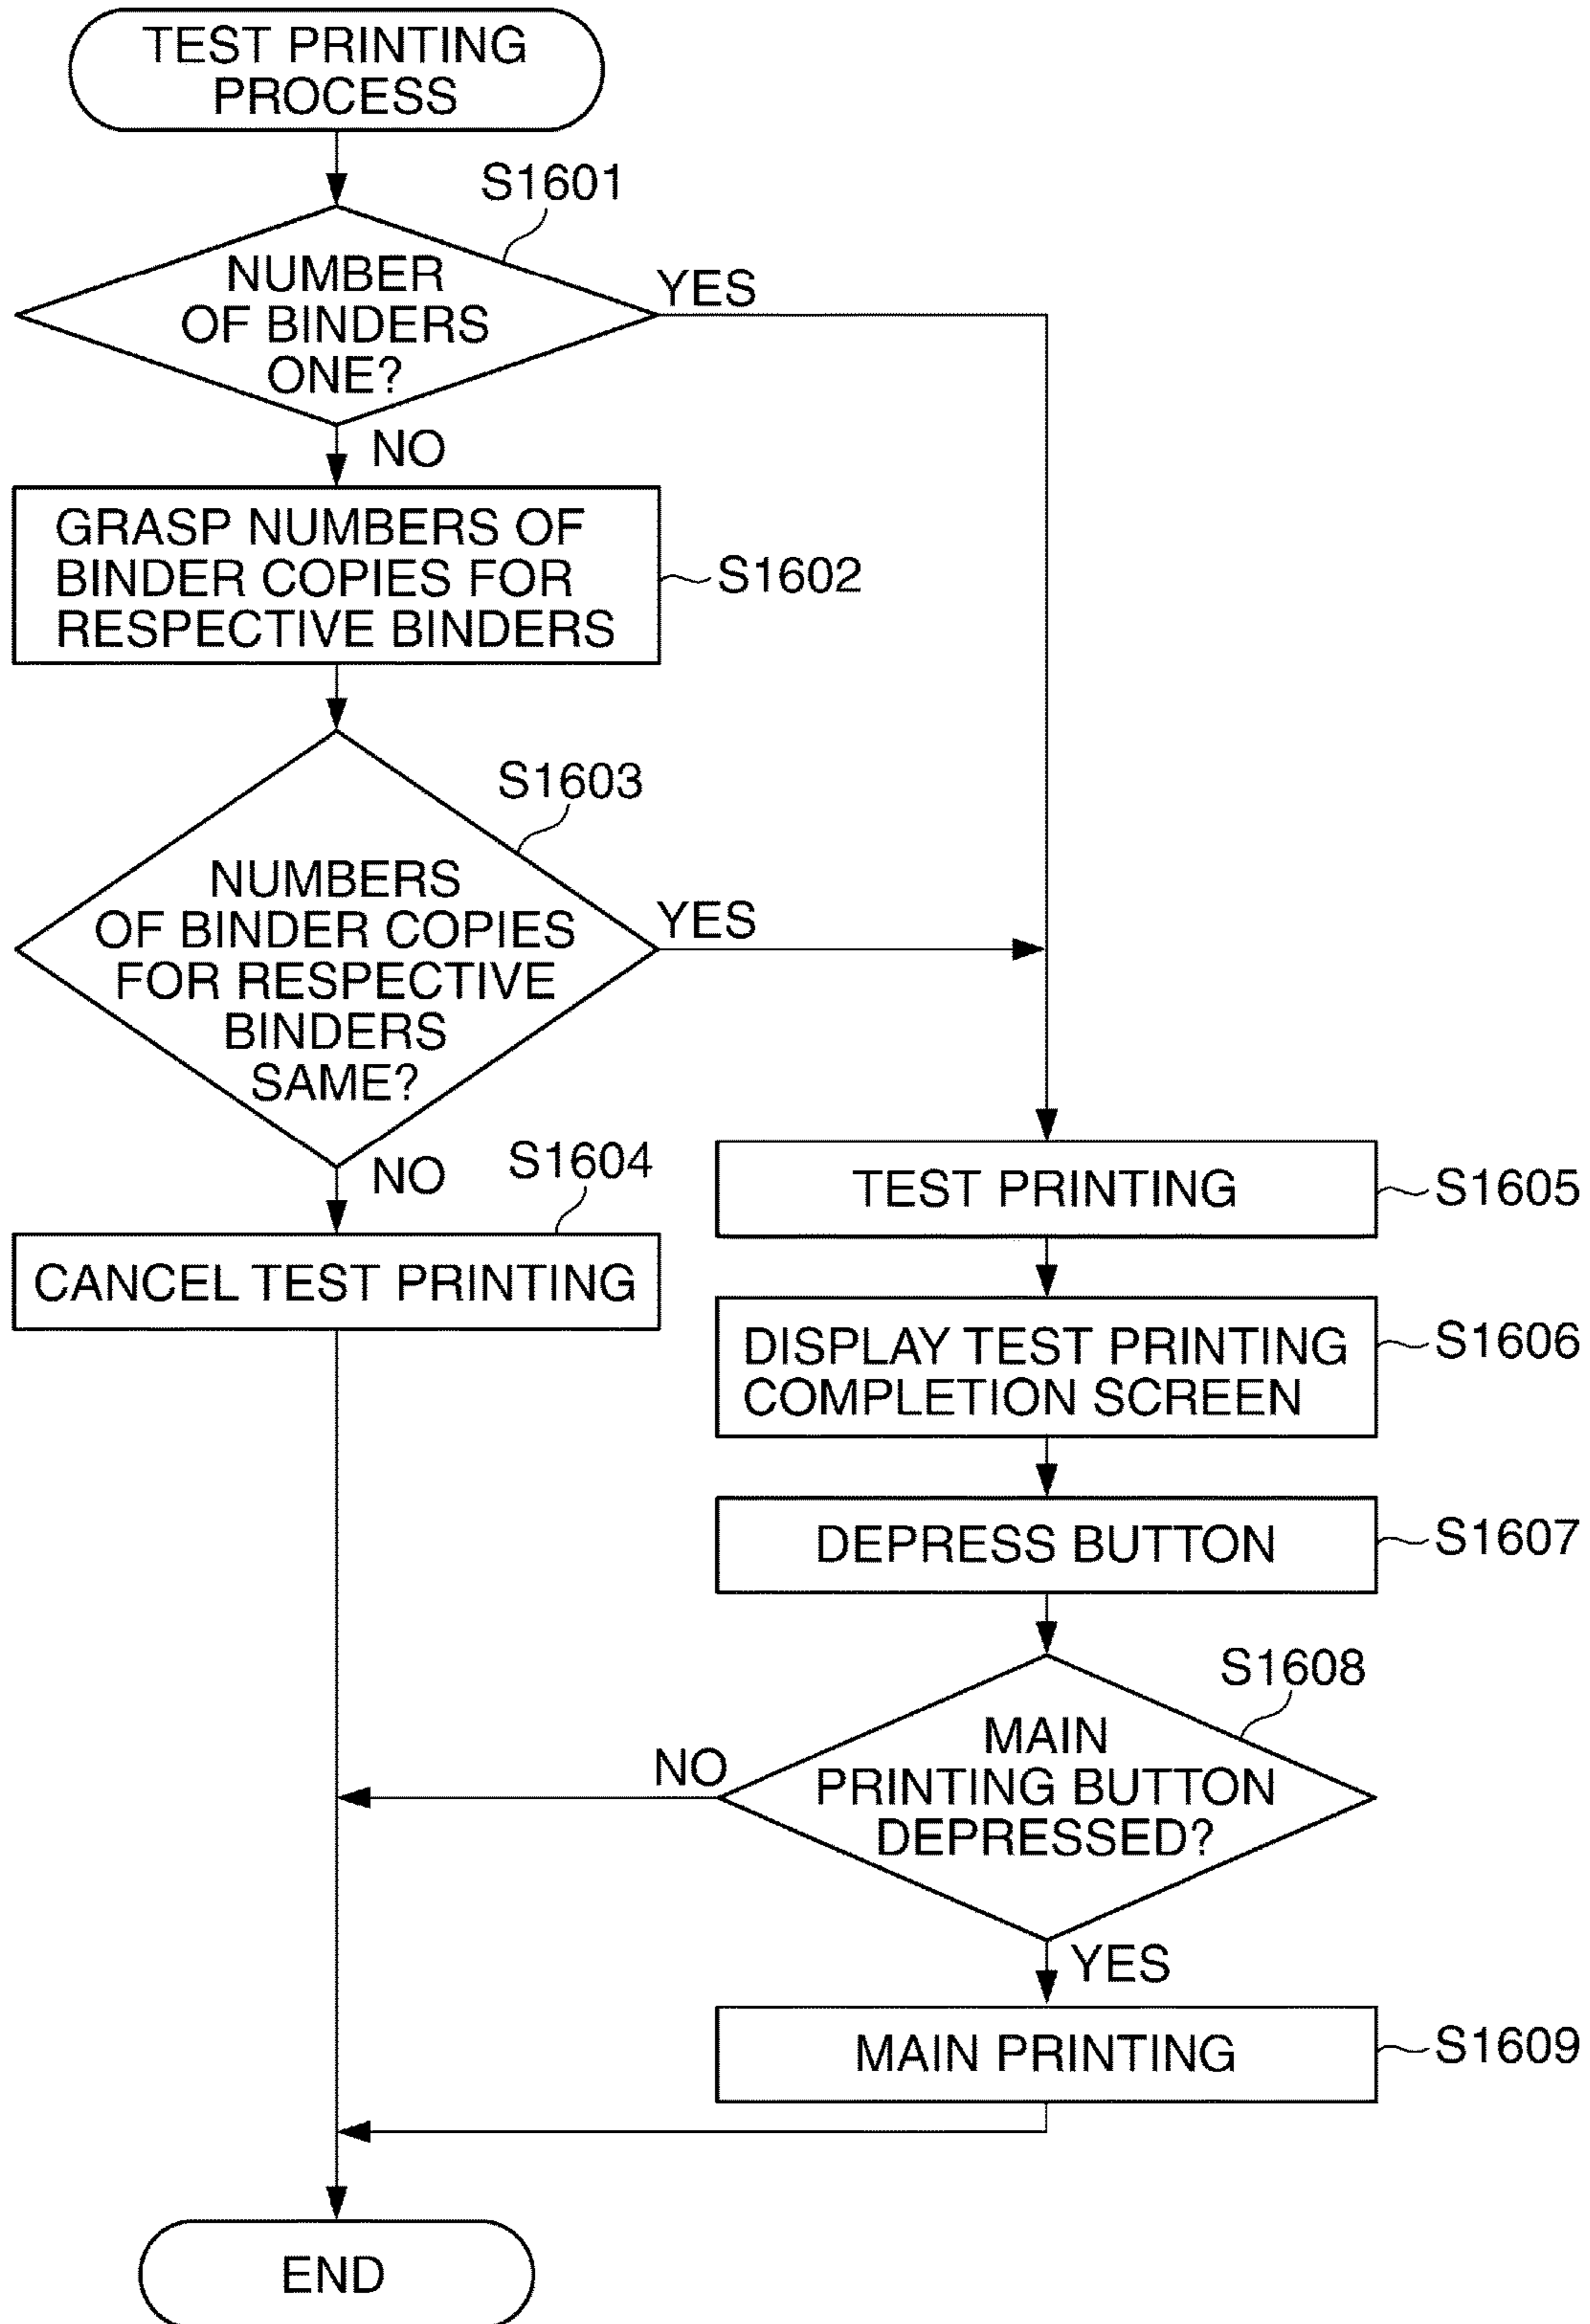 TEST PRINTING
PROCESS
S1601
NUMBER
OF BINDERS
ONE?
YES
NO
GRASP NUMBERS OF
BINDER COPIES FOR
RESPECTIVE BINDERS
S1602
S1603
NUMBERS
OF BINDER COPIES
FOR RESPECTIVE
BINDERS
SAME?
YES
NO
S1604
CANCEL TEST PRINTING
TEST PRINTING
S1605
DISPLAY TEST PRINTING
COMPLETION SCREEN
S1606
DEPRESS BUTTON
S1607
S1608
MAIN
PRINTING BUTTON
DEPRESSED?
NO
YES
MAIN PRINTING
S1609
END